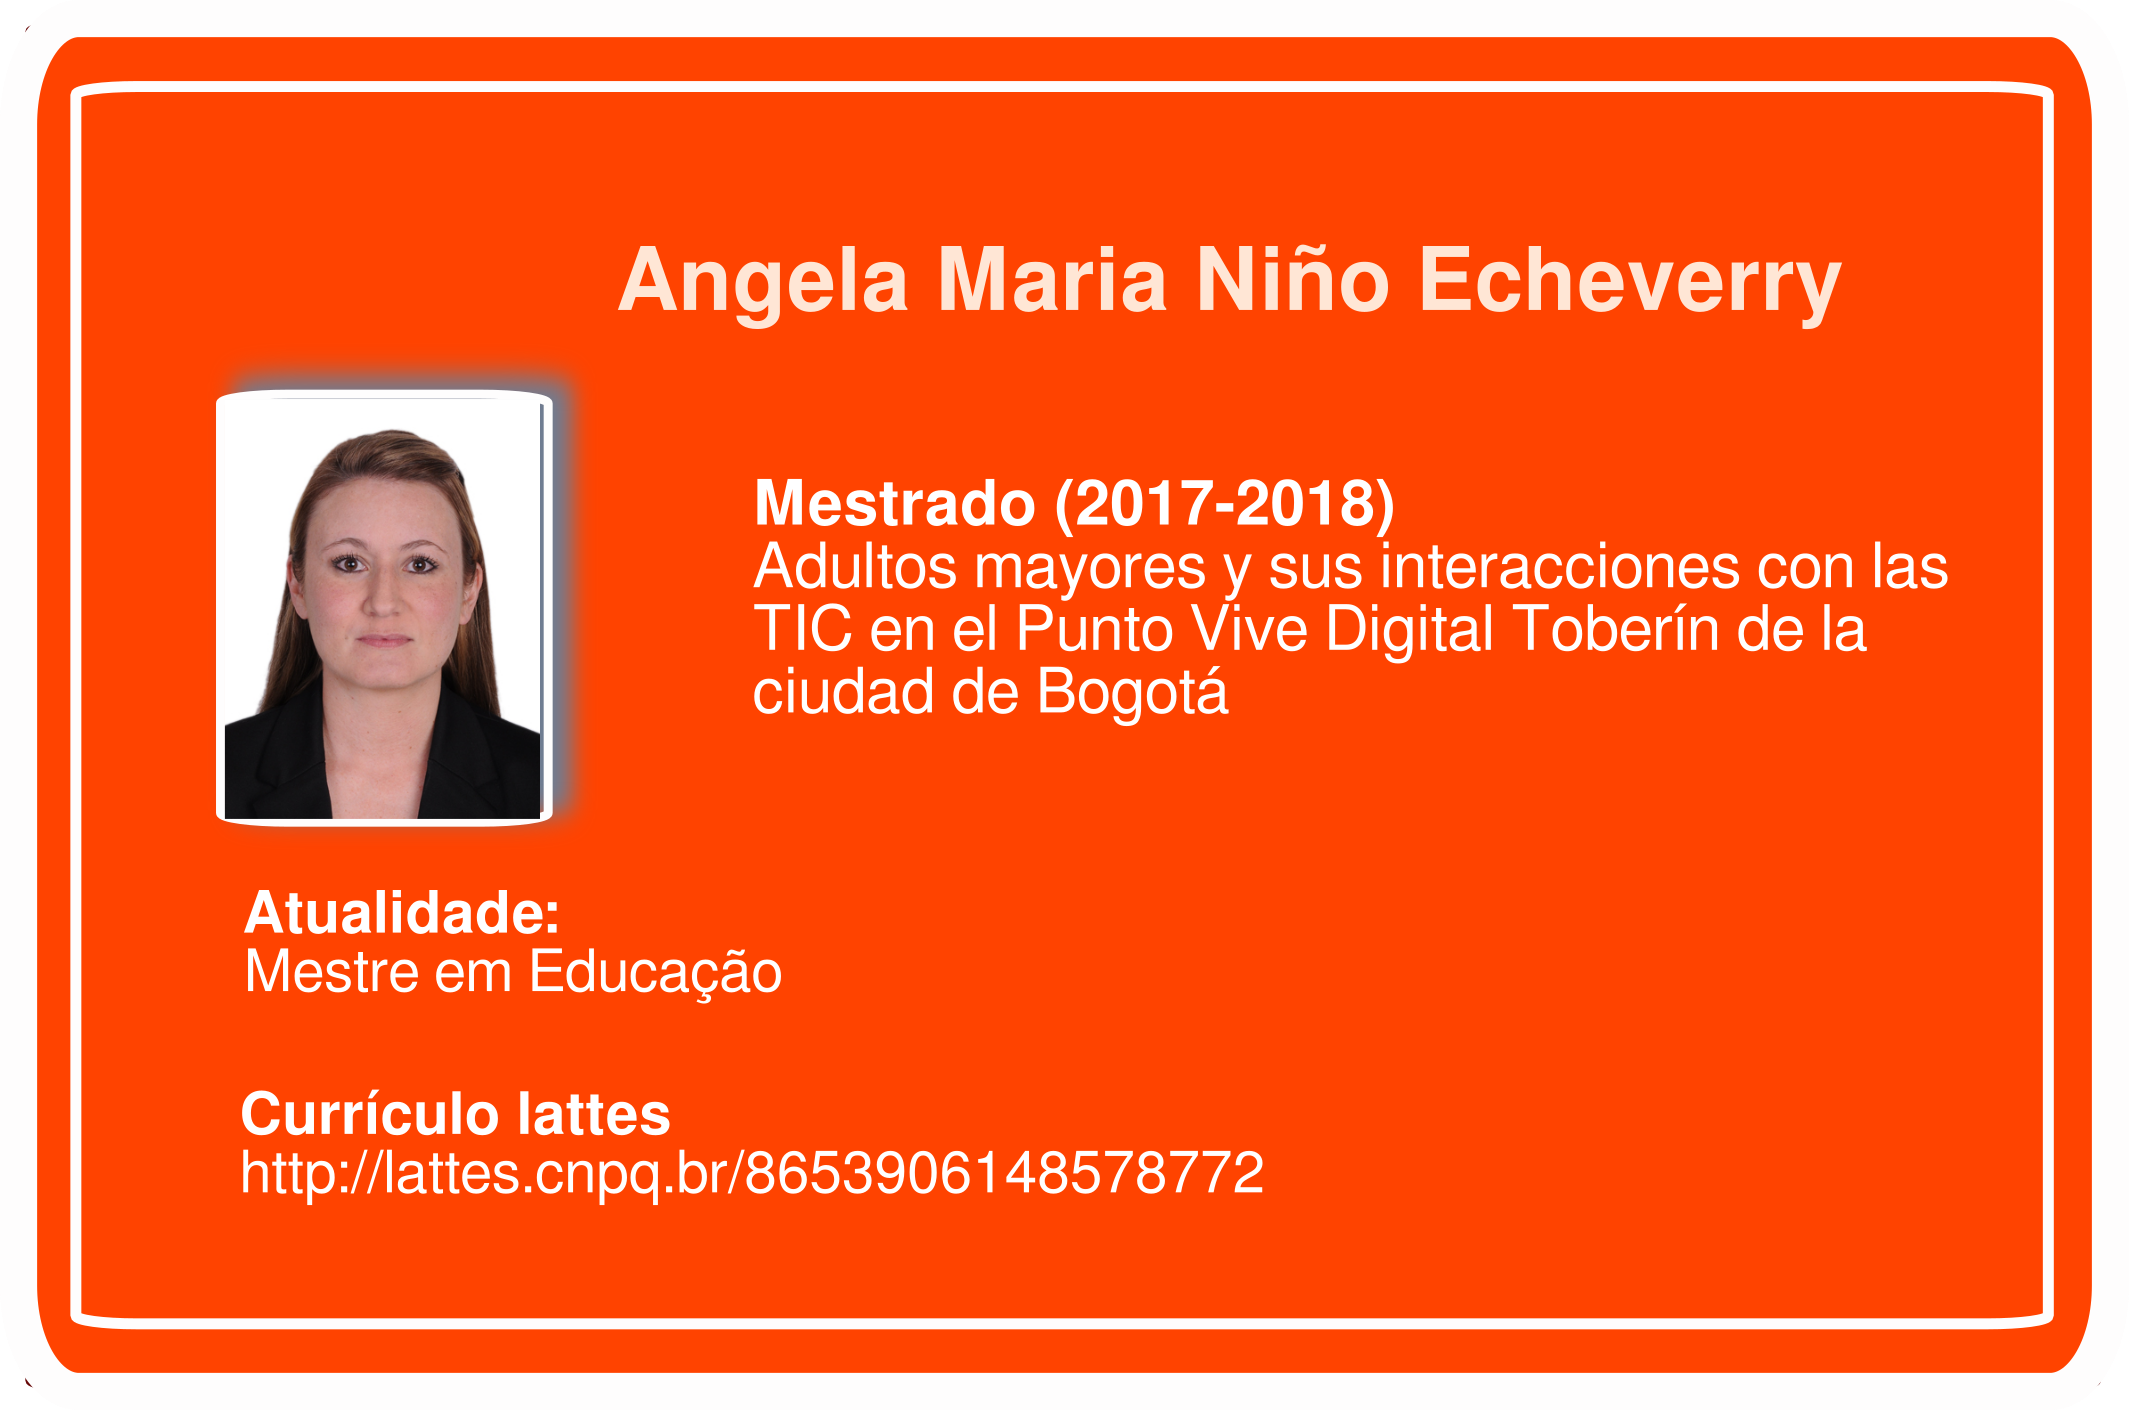 Angela Maria Niño Echeverry
Mestrado (2017-2018)
Adultos mayores y sus interacciones con las
TIC en el Punto Vive Digital Toberín de la
ciudad de Bogotá
Atualidade:
Mestre em Educação
Currículo lattes
http://lattes.cnpq.br/8653906148578772